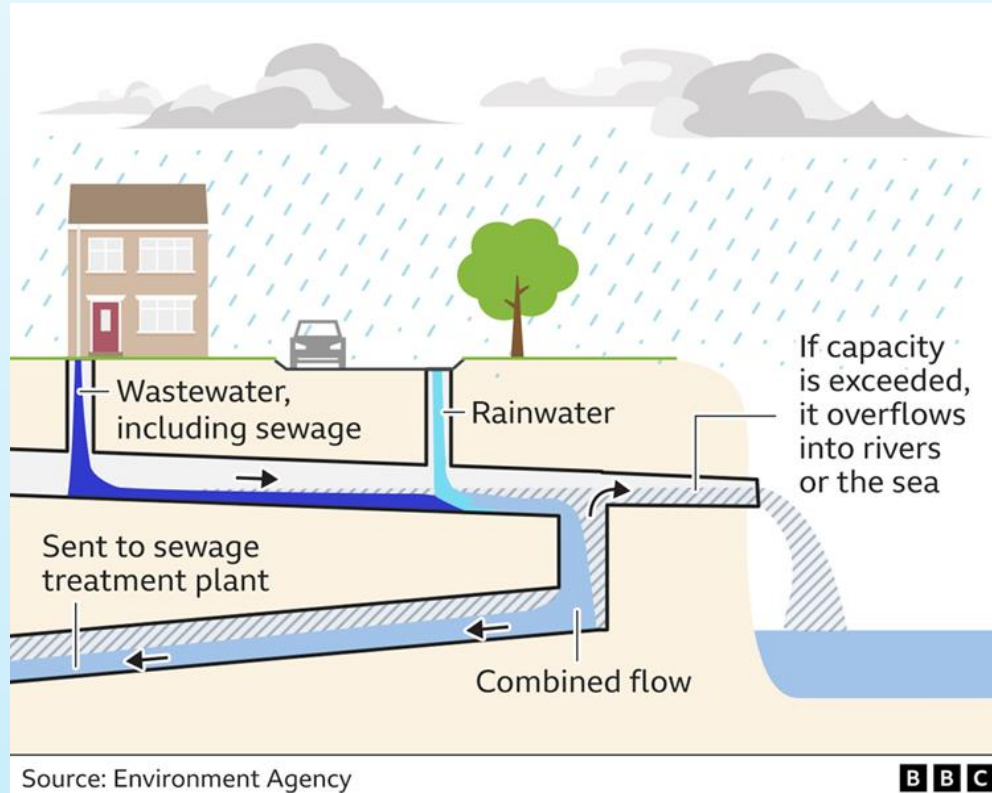 If capacity
is exceeded,
it overflows
into rivers
or the sea
Wastewater,
including sewage
Rainwater
Sent to sewage
treatment plant
Combined flow
Source: Environment Agency
BBC